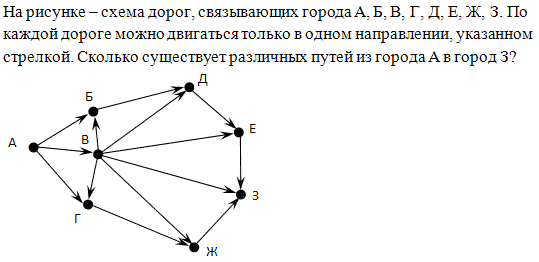 На рисунке – схема дорог, связывающих города А, Б, В, Г, Д, Е, Ж, З. По
каждой дороге можно двигаться только в одном направлении, указанном
стрелкой. Сколько существует различных путей из города А в город З?
Д
Б
Е
А
В
З
Г
Ж